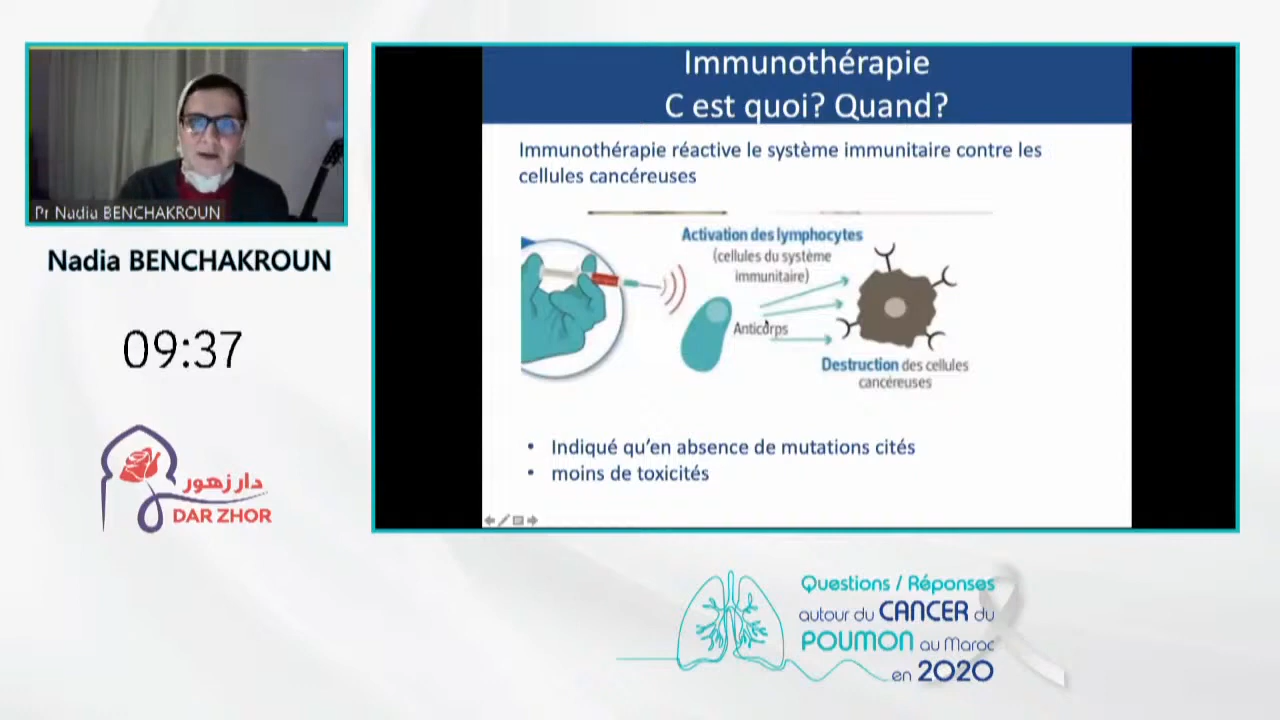 Pr Nadia BENCHAKROUN
Nadia BENCHAKROUN
09:37
دار زهور
DAR ZHOR
Immunothérapie
C est quoi? Quand?
Immunothérapie réactive le système immunitaire contre les
cellules cancéreuses
Activation des lymphocytes
(cellules du système
immunitaire)
Anticorps
Destruction des cellules
cancéreuses
• Indiqué qu’en absence de mutations cités
• moins de toxicités
Questions / Réponses
autour du CANCER du
POUMON au Maroc
en 2020